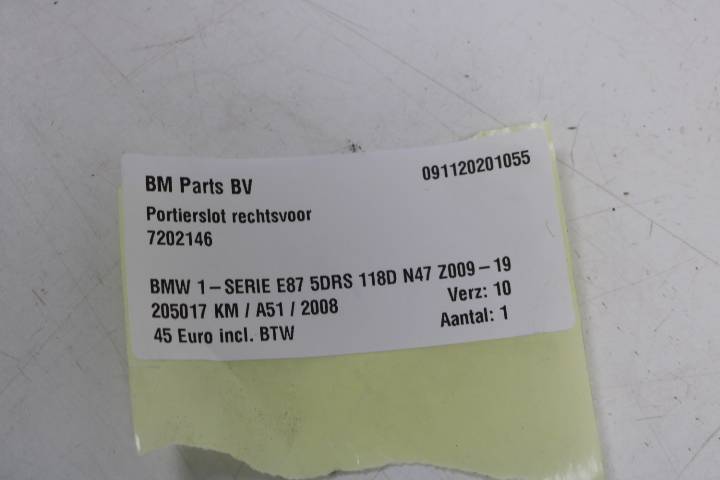 BM Parts BV 091120201055
Portierslot rechtsvoor
7202146
BMW 1-SERIE E87 5DRS 118D N47 Z009-19
205017 KM / A51 / 2008 Verz: 10
45 Euro incl. BTW Aantal: 1